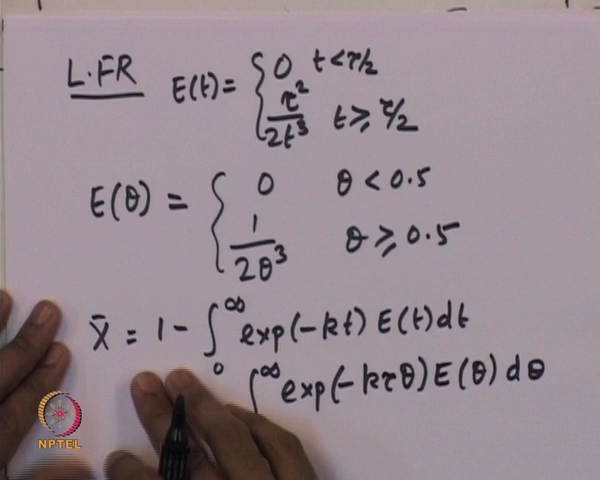 L.FR E(t) = { 0 t < τ/2
τ²/2t³ t ≥ τ/2
E(θ) = { 0 θ < 0.5
1/2θ³ θ ≥ 0.5
X̄ = 1 - ∫₀^∞ exp(-kt) E(t) dt
∫^∞ exp(-kτθ) E(θ) dθ
NPTEL